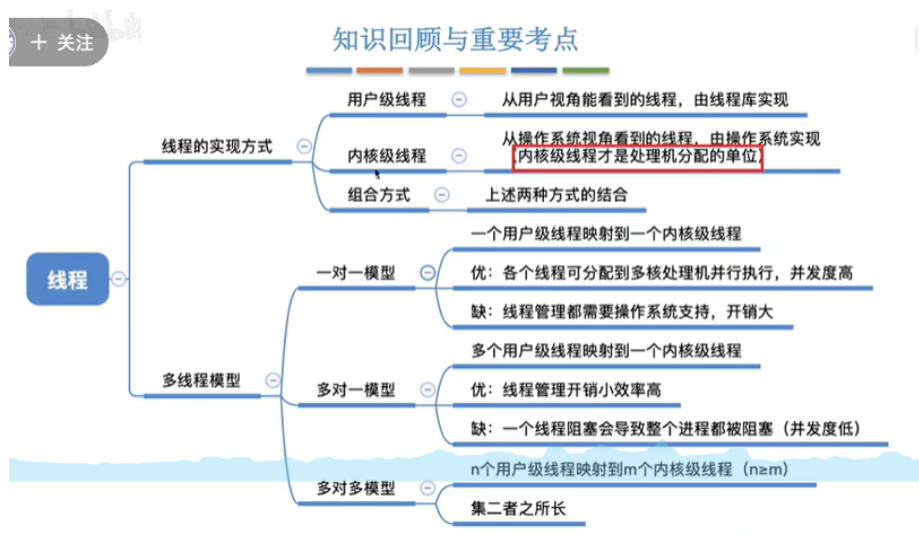 + 关注
知识回顾与重要考点
线程
线程的实现方式
用户级线程
从用户视角能看到的线程，由线程库实现
内核级线程
从操作系统视角看到的线程，由操作系统实现
（内核级线程才是处理机分配的单位）
组合方式
上述两种方式的结合
多线程模型
一对一模型
一个用户级线程映射到一个内核级线程
优：各个线程可分配到多核处理机并行执行，并发度高
缺：线程管理都需要操作系统支持，开销大
多对一模型
多个用户级线程映射到一个内核级线程
优：线程管理开销小效率高
缺：一个线程阻塞会导致整个进程都被阻塞（并发度低）
多对多模型
n个用户级线程映射到m个内核级线程（n≥m）
集二者之所长